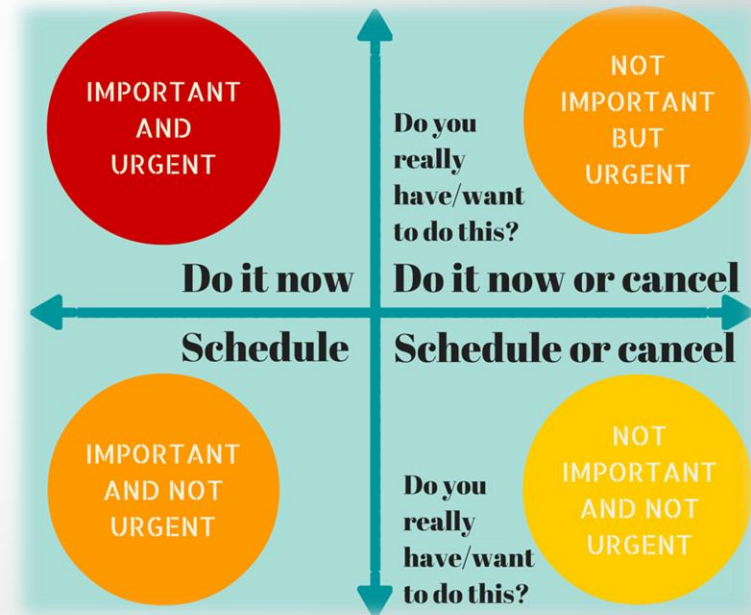 IMPORTANT
AND
URGENT
Do it now
Do you
really
have/want
to do this?
NOT
IMPORTANT
BUT
URGENT
Do it now or cancel
Schedule
IMPORTANT
AND NOT
URGENT
Schedule or cancel
Do you
really
have/want
to do this?
NOT
IMPORTANT
AND NOT
URGENT